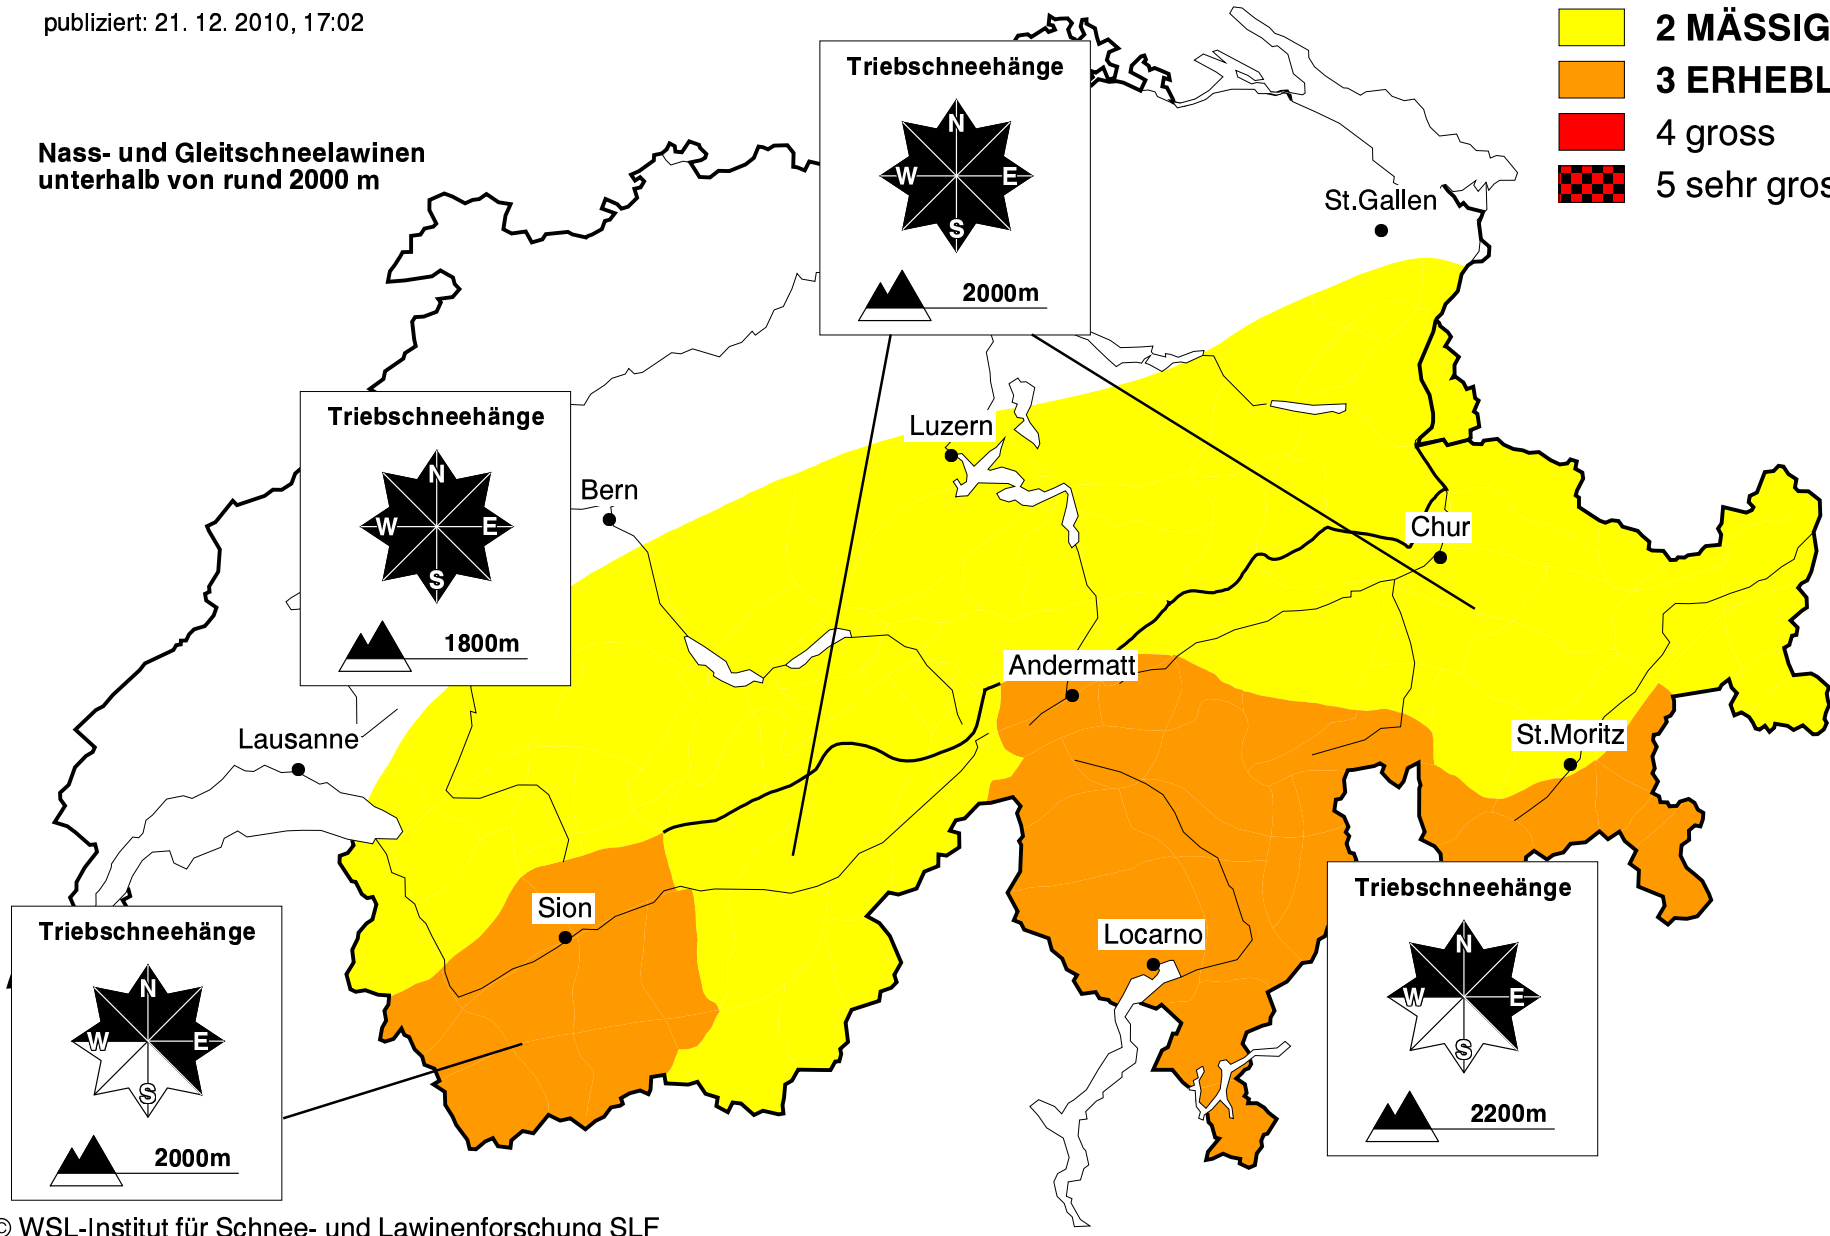 publiziert: 21. 12. 2010, 17:02
2 MÄSSIG
3 ERHEBL
4 gross
5 sehr gros
Nass- und Gleitschneelawinen
unterhalb von rund 2000 m
Triebschneehänge
N
W E
S
2000m
St.Gallen
Triebschneehänge
N
W E
S
1800m
Luzern
Bern
Chur
Andermatt
Lausanne
St.Moritz
Sion
Locarno
Triebschneehänge
N
W E
S
2000m
Triebschneehänge
N
W E
S
2200m
© WSL-Institut für Schnee- und Lawinenforschung SLF